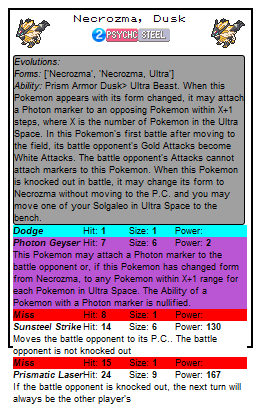 Necrozma, Dusk
2 PSYCHC STEEL
Evolutions:
Forms: ['Necrozma', 'Necrozma, Ultra']
Ability: Prism Armor Dusk> Ultra Beast. When this
Pokemon appears with its form changed, it may attach
a Photon marker to an opposing Pokemon within X+1
steps, where X is the number of Pokemon in the Ultra
Space. In this Pokemon's first battle after moving to
the field, its battle opponent's Gold Attacks become
White Attacks. The battle opponent's Attacks cannot
attach markers to this Pokemon. When this Pokemon is
knocked out in battle, it may change its form to
Necrozma without moving to the P.C. and you may
move one of your Solgaleo in Ultra Space to the
bench.
Dodge Hit: 1 Size: 1 Power:
Photon Geyser Hit: 7 Size: 6 Power: 2
This Pokemon may attach a Photon marker to the
battle opponent or, if this Pokemon has changed form
from Necrozma, to any Pokemon within X+1 range for
each Pokemon in Ultra Space. The Ability of a
Pokemon with a Photon marker is nullified.
Miss Hit: 8 Size: 1 Power:
Sunsteel Strike Hit: 14 Size: 6 Power: 130
Moves the battle opponent to its P.C.. The battle
opponent is not knocked out
Miss Hit: 15 Size: 1 Power:
Prismatic Laser Hit: 24 Size: 9 Power: 167
If the battle opponent is knocked out, the next turn will
always be the other player's